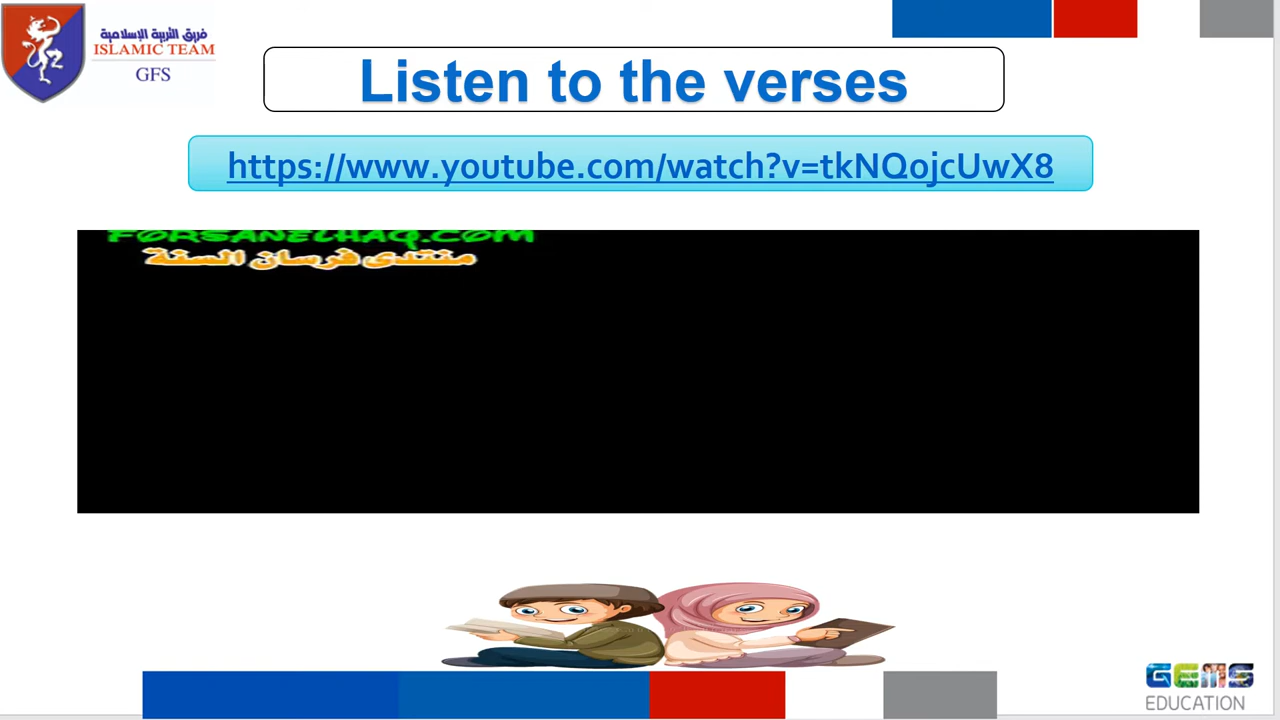 فريق التربية الإسلامية
ISLAMIC TEAM
GFS
Listen to the verses
https://www.youtube.com/watch?v=tkNQojcUwX8
FORSANELHAQ.COM
منتدى فرسان السنة
GEMS
EDUCATION